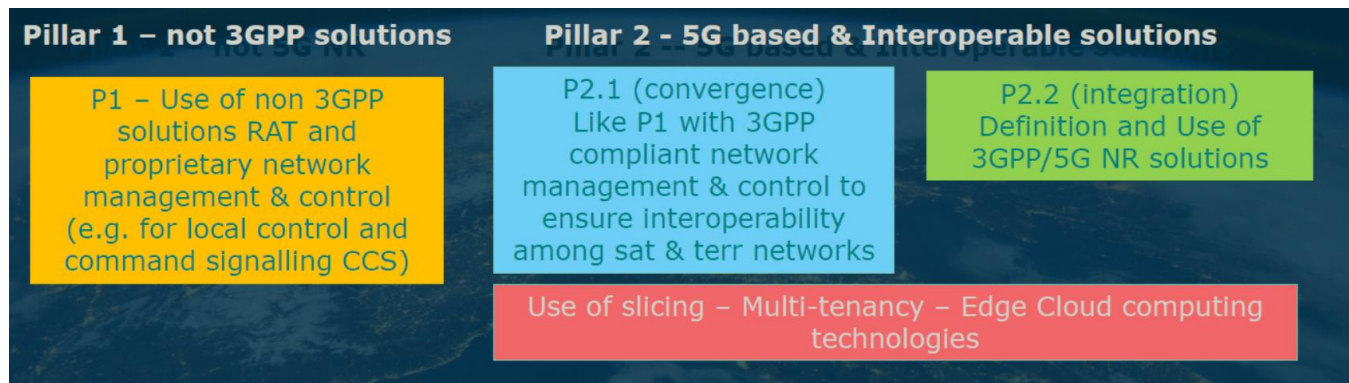 Pillar 1 – not 3GPP solutions
P1 – Use of non 3GPP
solutions RAT and
proprietary network
management & control
(e.g. for local control and
command signalling CCS)
Pillar 2 - 5G based & Interoperable solutions
P2.1 (convergence)
Like P1 with 3GPP
compliant network
management & control to
ensure interoperability
among sat & terr networks
P2.2 (integration)
Definition and Use of
3GPP/5G NR solutions
Use of slicing – Multi-tenancy – Edge Cloud computing
technologies